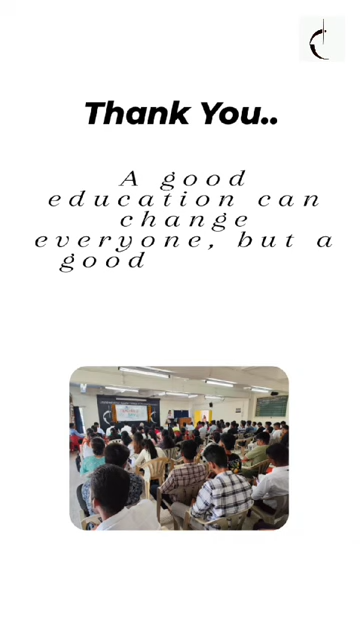 Thank You..
A good
education can
change
everyone, but a
good